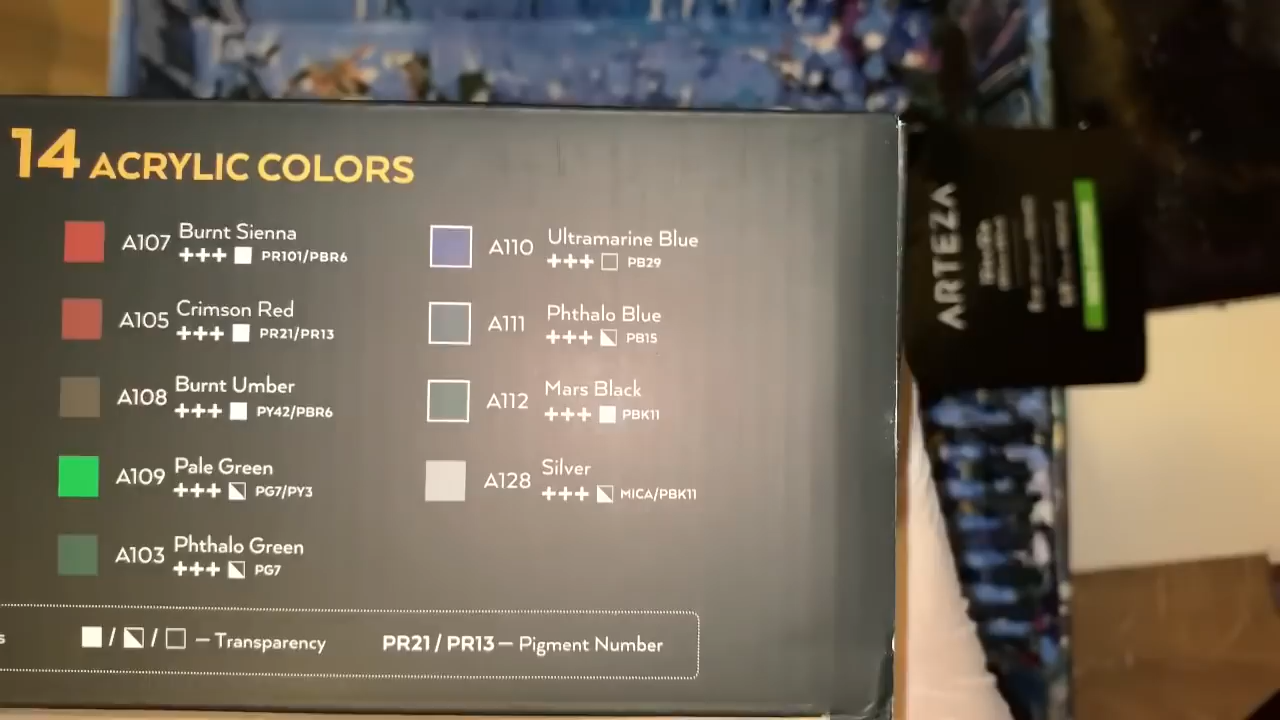 14 ACRYLIC COLORS
A107 Burnt Sienna
+++ PR101/PBR6
A105 Crimson Red
+++ PR21/PR13
A108 Burnt Umber
+++ PY42/PBR6
A109 Pale Green
+++ PG7/PY3
A103 Phthalo Green
+++ PG7
A110 Ultramarine Blue
+++ PB29
A111 Phthalo Blue
+++ PB15
A112 Mars Black
+++ PBK11
A128 Silver
+++ MICA/PBK11
/ / — Transparency
PR21 / PR13 — Pigment Number
ARTEZA